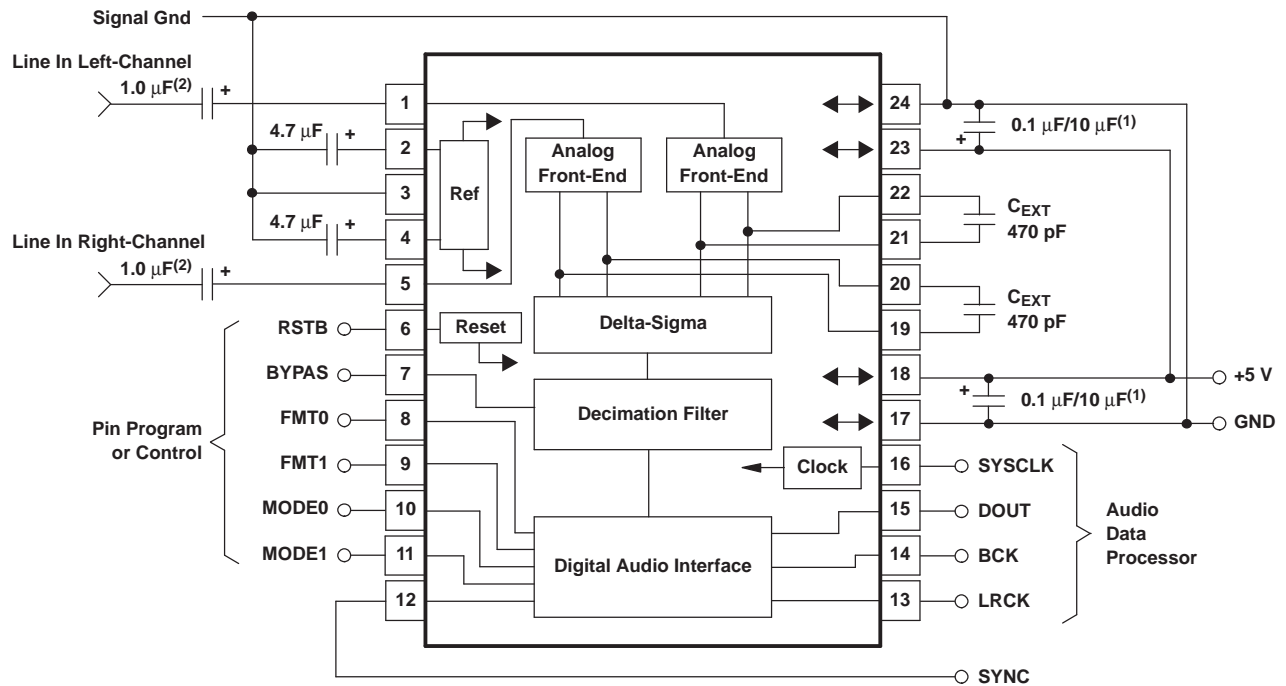 Signal Gnd
Line In Left-Channel
1.0 µF(2)
+
4.7 µF
+
4.7 µF
+
Line In Right-Channel
1.0 µF(2)
+
Pin Program
or Control
RSTB
BYPAS
FMT0
FMT1
MODE0
MODE1
1
2
3
4
5
6
7
8
9
10
11
12
Ref
Reset
Analog
Front-End
Analog
Front-End
Delta-Sigma
Decimation Filter
Clock
Digital Audio Interface
24
23
22
21
20
19
18
17
16
15
14
13
0.1 µF/10 µF(1)
+
CEXT
470 pF
CEXT
470 pF
+
0.1 µF/10 µF(1)
+5 V
GND
SYSCLK
DOUT
BCK
LRCK
Audio
Data
Processor
SYNC